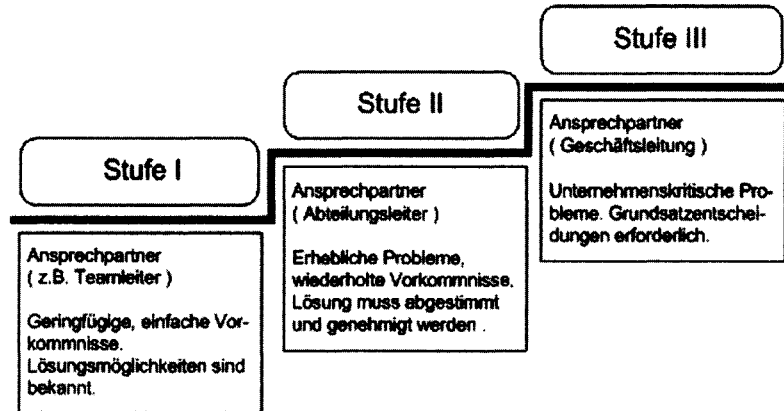 Stufe I
Ansprechpartner
( z.B. Teamleiter )
Geringfügige, einfache Vor-
kommnisse.
Lösungsmöglichkeiten sind
bekannt.
Stufe II
Ansprechpartner
( Abteilungsleiter )
Erhebliche Probleme,
wiederholte Vorkommnisse.
Lösung muss abgestimmt
und genehmigt werden .
Stufe III
Ansprechpartner
( Geschäftsleitung )
Unternehmenskritische Pro-
bleme. Grundsatzentschei-
dungen erforderlich.